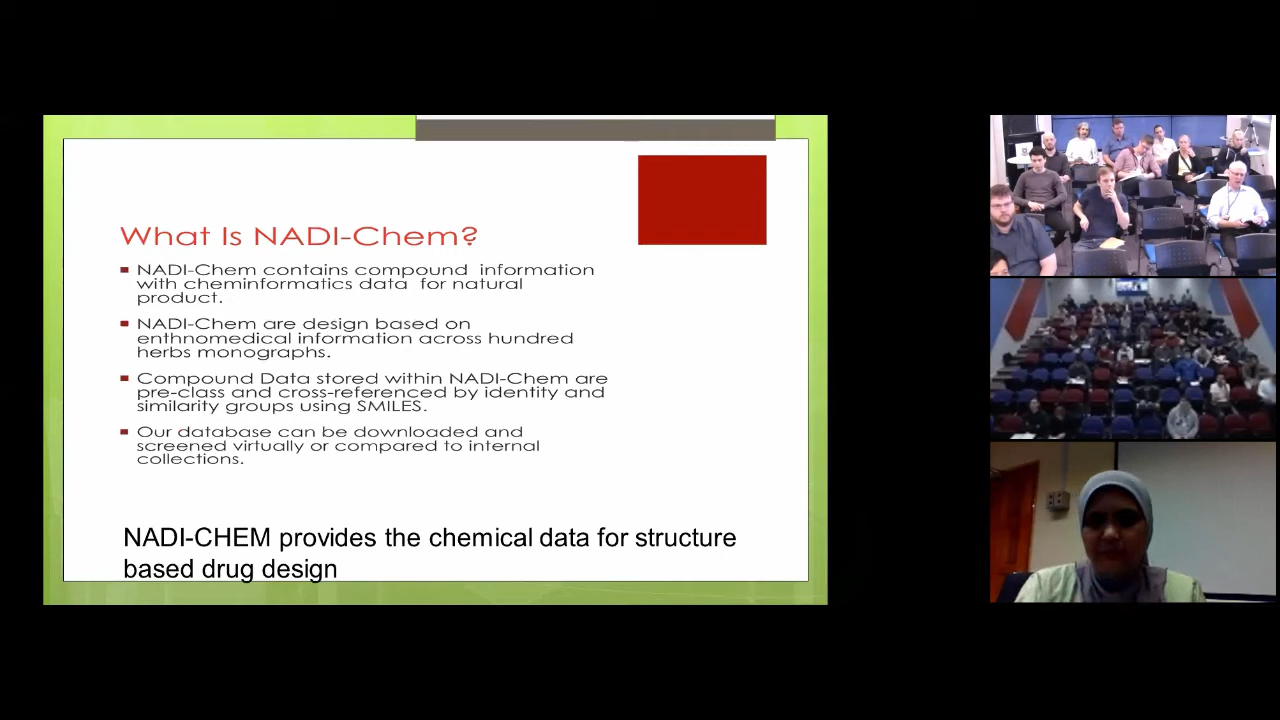 What Is NADI-Chem?
NADI-Chem contains compound information
with cheminformatics data for natural
product.
NADI-Chem are design based on
enthnomedical information across hundred
herbs monographs.
Compound Data stored within NADI-Chem are
pre-class and cross-referenced by identity and
similarity groups using SMILES.
Our database can be downloaded and
screened virtually or compared to internal
collections.
NADI-CHEM provides the chemical data for structure
based drug design